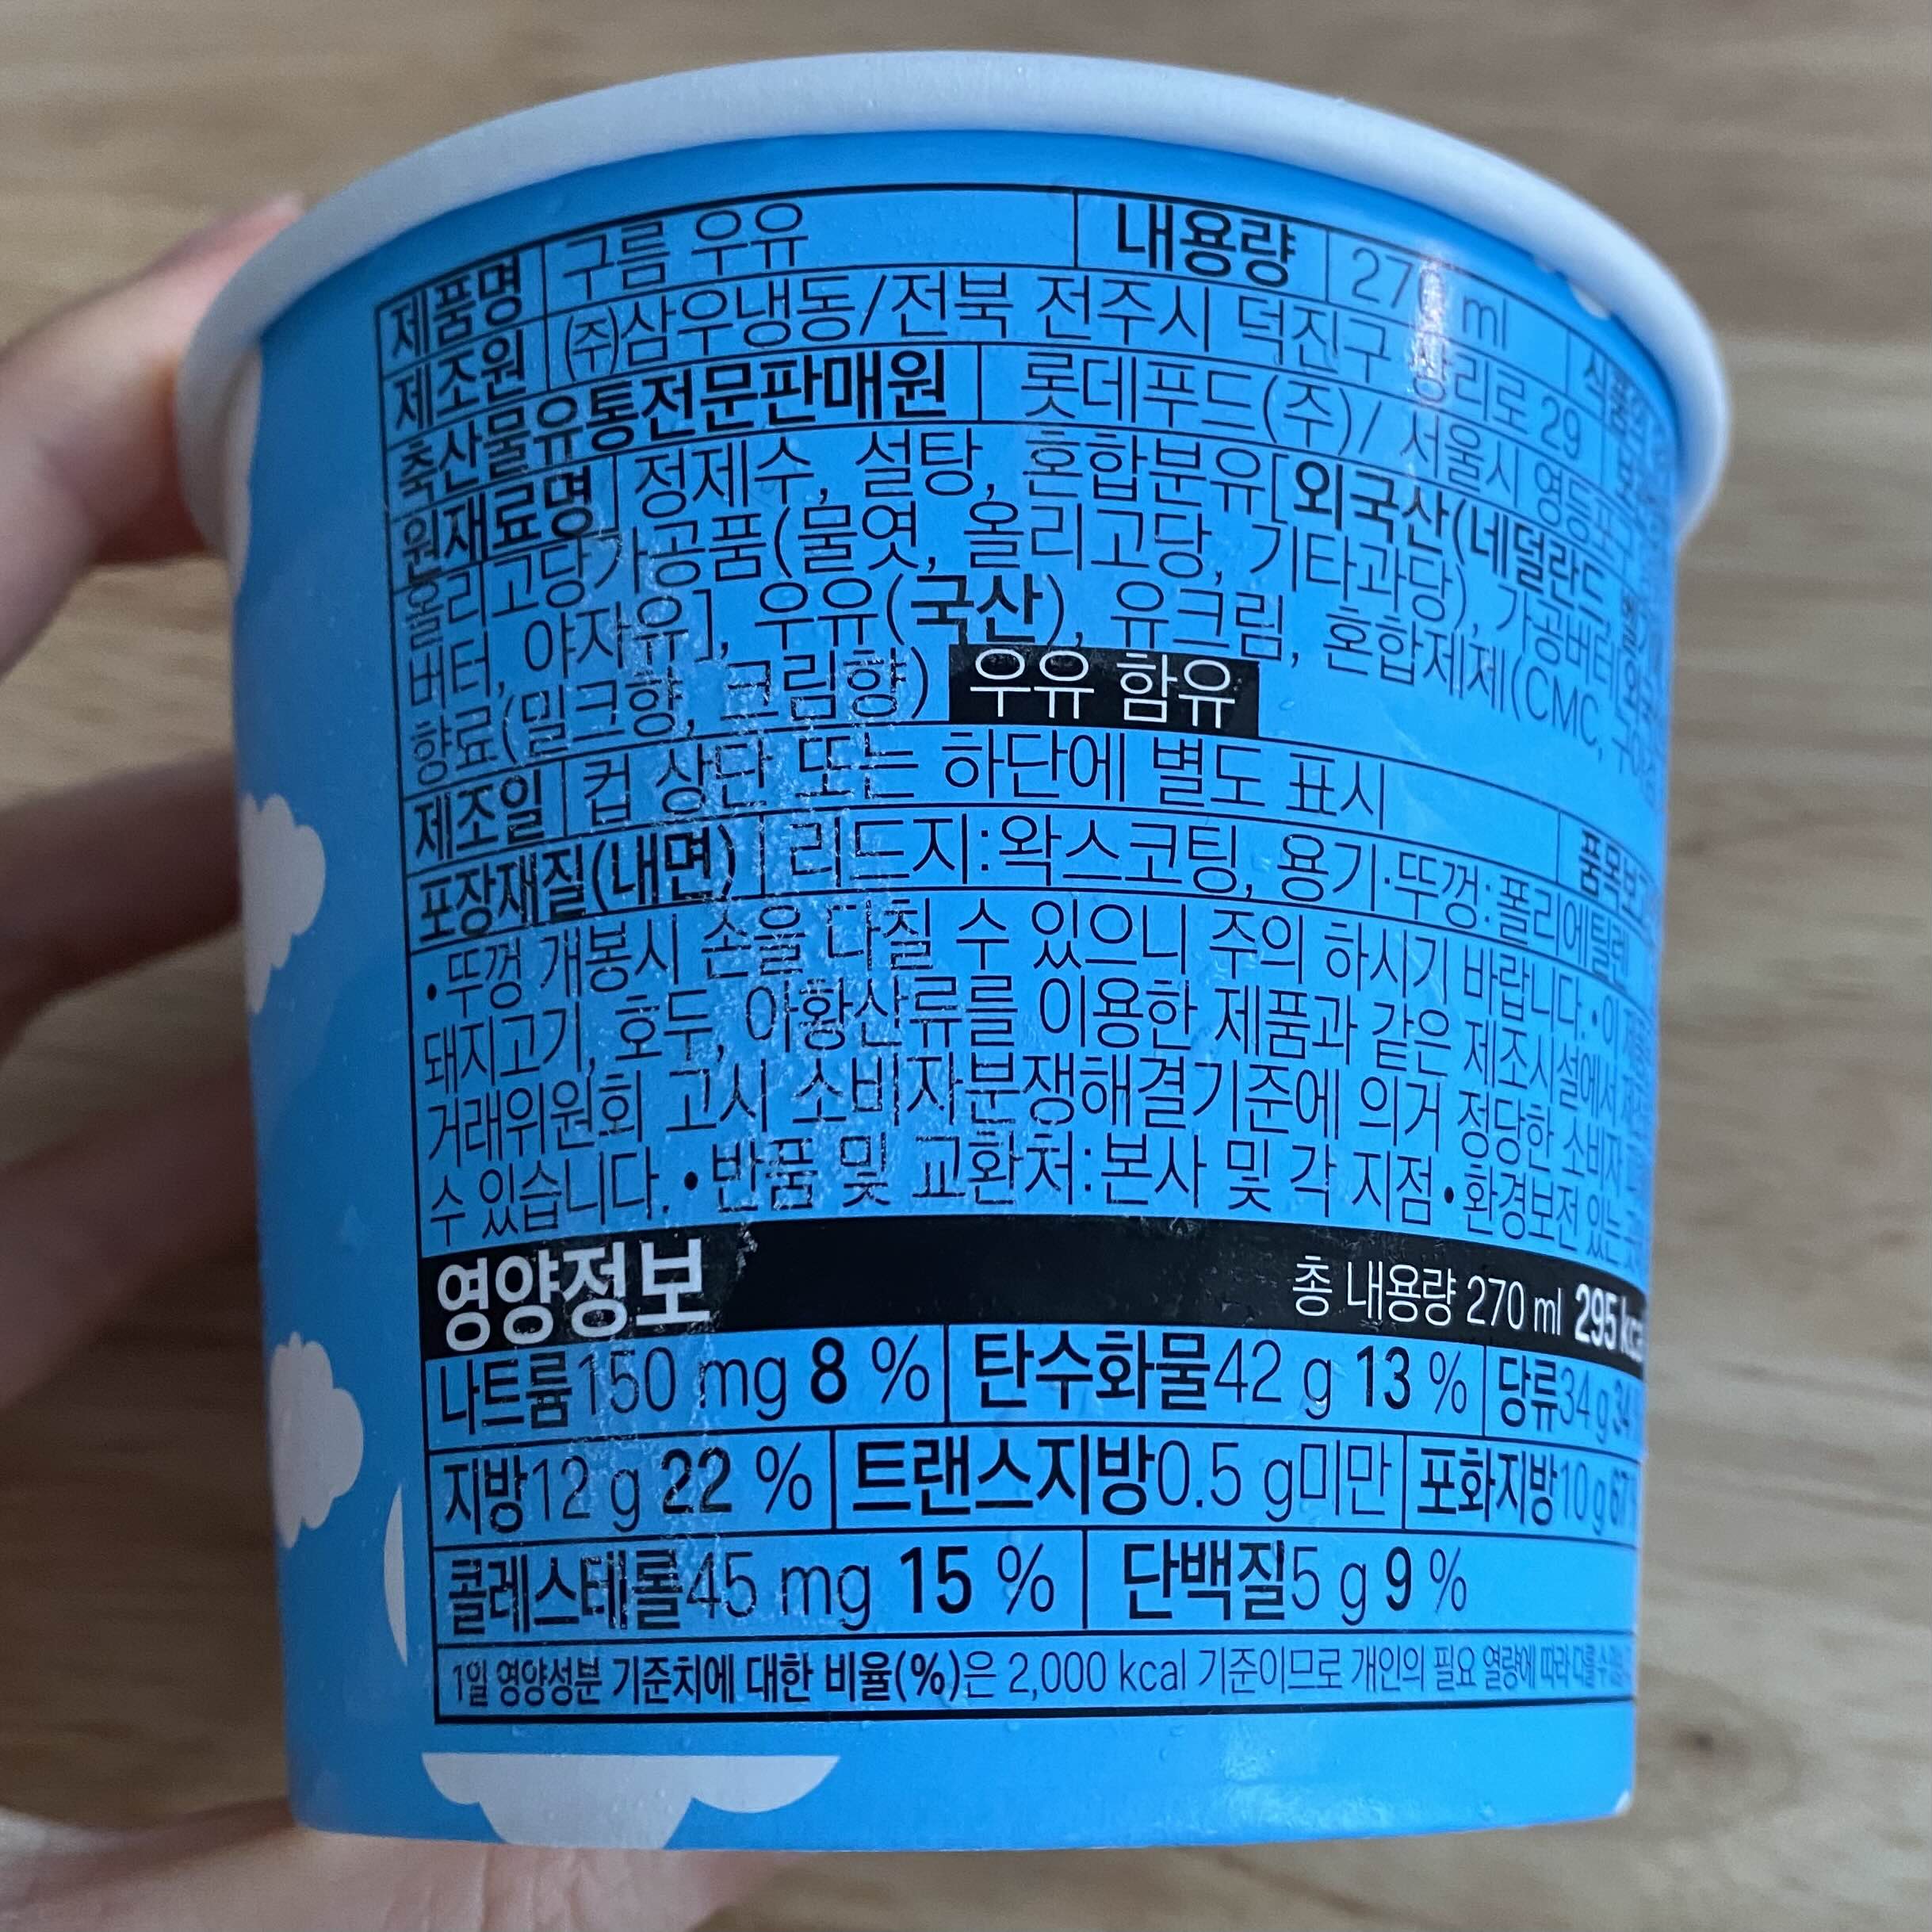 제품명 구름 우유 내용량 270 ml
제조원 (주)삼우냉동/전북 전주시 덕진구 29
축산물유통전문판매원 롯데푸드(주)/ 서울시 영등포구
원재료명 정제수, 설탕, 혼합분유[외국산(네덜란드,
올리고당가공품(물엿, 올리고당, 기타과당), 가공버터
버터, 야자유], 우유(국산), 유크림, 혼합제제(CMC,
향료(밀크향, 크림향) 우유 함유
제조일 컵 상단 또는 하단에 별도 표시
포장재질(내면) 리드지:왁스코팅, 용기·뚜껑:폴리에틸렌
•뚜껑 개봉시 손을 다칠 수 있으니 주의 하시기 바랍니다.•이
돼지고기, 호두, 아황산류를 이용한 제품과 같은 제조시설에서
거래위원회 고시 소비자분쟁해결기준에 의거 정당한 소비자
수 있습니다.•반품 및 교환처:본사 및 각 지점•환경보전
영양정보 총 내용량 270 ml 295 kcal
나트륨150 mg 8 % 탄수화물42 g 13 % 당류34 g 34
지방12 g 22 % 트랜스지방0.5 g미만 포화지방10 g 67
콜레스테롤45 mg 15 % 단백질5 g 9 %
1일 영양성분 기준치에 대한 비율(%)은 2,000 kcal 기준이므로 개인의 필요 열량에 따라 다를 수